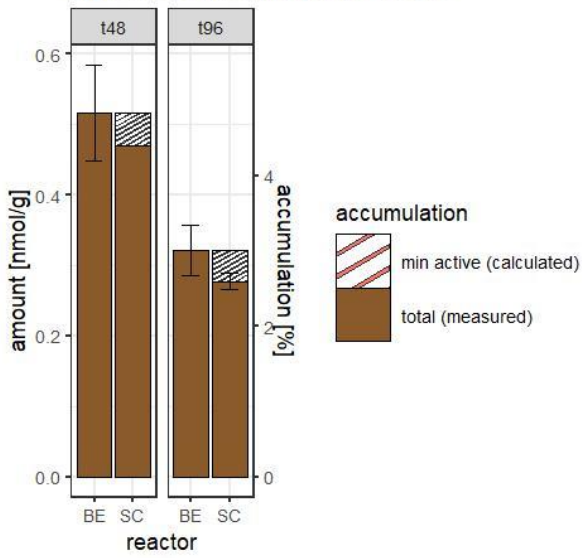 t48
t96
0.6
0.4
0.2
0.0
amount [nmol/g]
4
2
0
accumulation [%]
BE SC
BE SC
reactor
accumulation
min active (calculated)
total (measured)